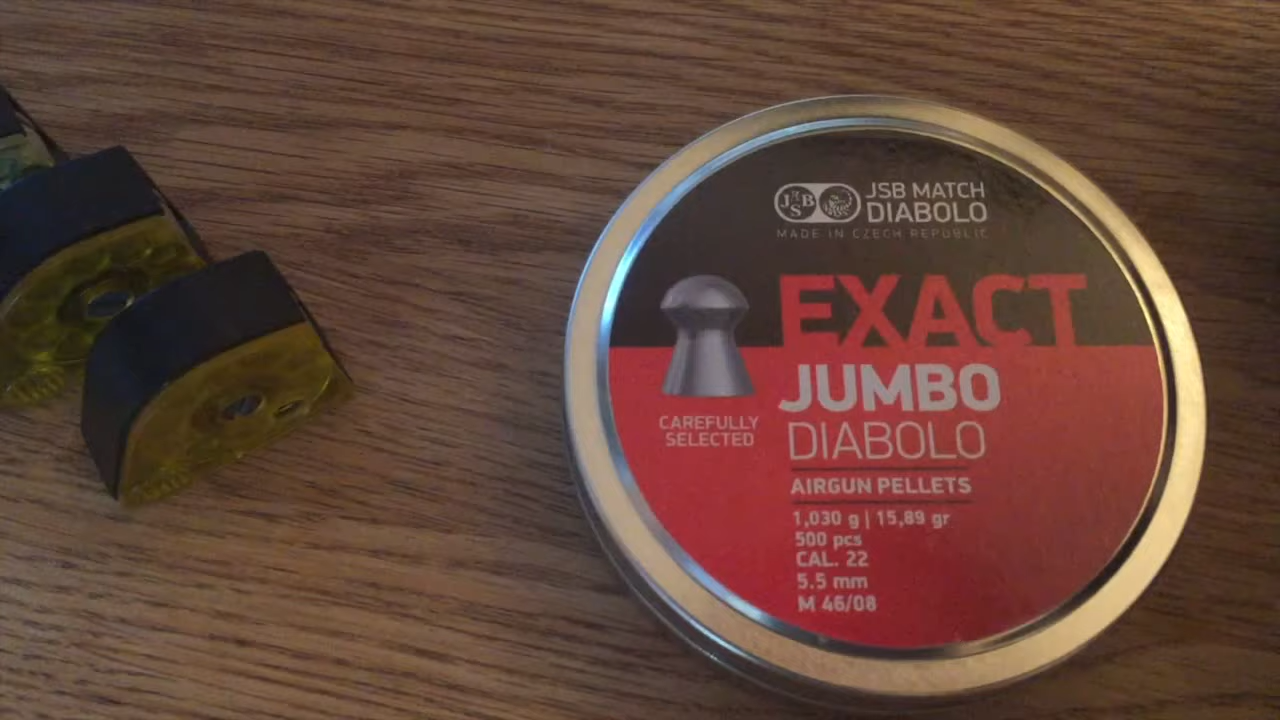 JSB
JSB MATCH
DIABOLO
MADE IN CZECH REPUBLIC
EXACT
JUMBO
DIABOLO
CAREFULLY
SELECTED
AIRGUN PELLETS
1,030 g | 15,89 gr
500 pcs
CAL. 22
5.5 mm
M 46/08